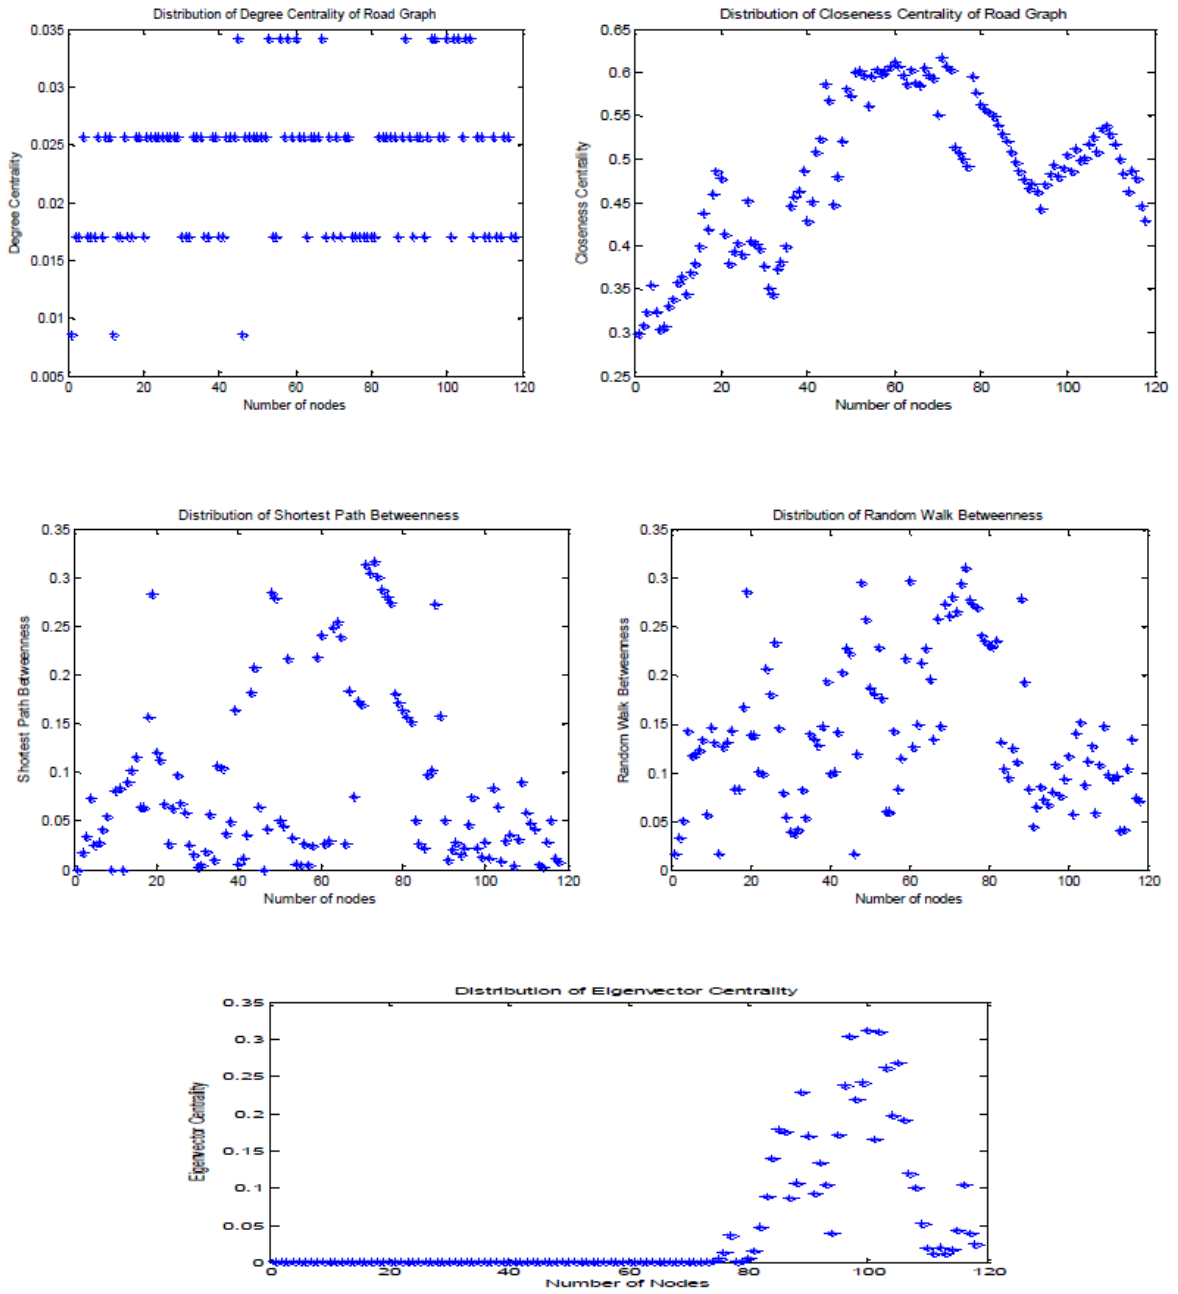 Distribution of Degree Centrality of Road Graph
0.035
0.03
0.025
0.02
0.015
0.01
0.005
Degree Centrality
0 20 40 60 80 100 120
Number of nodes
Distribution of Closeness Centrality of Road Graph
0.65
0.6
0.55
0.5
0.45
0.4
0.35
0.3
0.25
Closeness Centrality
0 20 40 60 80 100 120
Number of nodes
Distribution of Shortest Path Betweenness
0.35
0.3
0.25
0.2
0.15
0.1
0.05
0
Shortest Path Betweenness
0 20 40 60 80 100 120
Number of nodes
Distribution of Random Walk Betweenness
0.35
0.3
0.25
0.2
0.15
0.1
0.05
0
Random Walk Betweenness
0 20 40 60 80 100 120
Number of nodes
Distribution of Eigenvector Centrality
0.35
0.3
0.25
0.2
0.15
0.1
0.05
0
Eigenvector Centrality
0 20 40 60 80 100 120
Number of Nodes